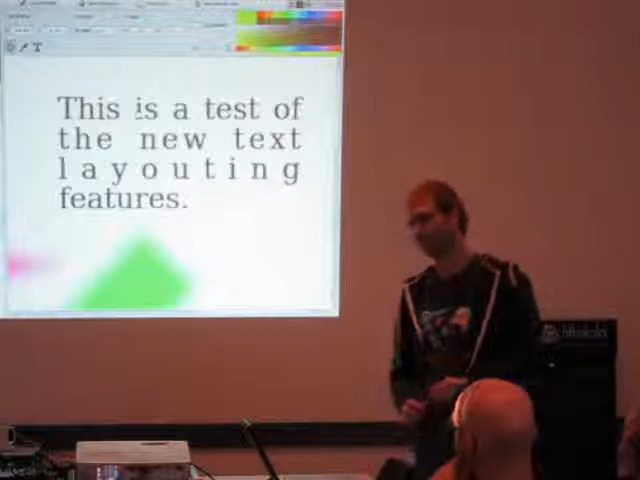 This is a test of
the new text
layouting
features.